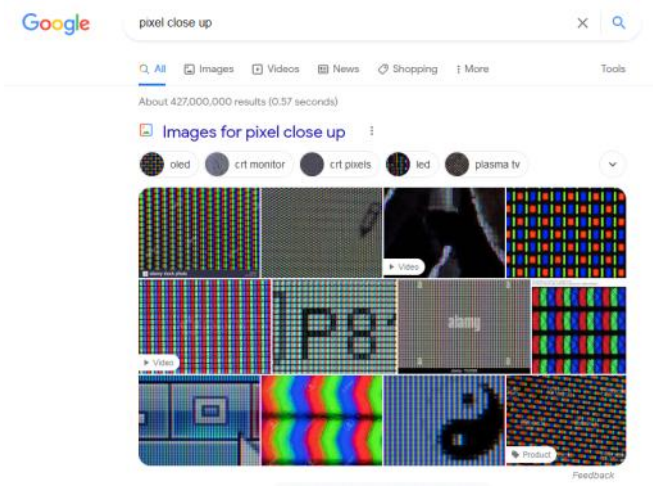 Google
pixel close up
All Images Videos News Shopping More Tools
About 427,000,000 results (0.57 seconds)
Images for pixel close up
oled crt monitor crt pixels led plasma tv
Video
Video
]P8
alamy
Product
Feedback